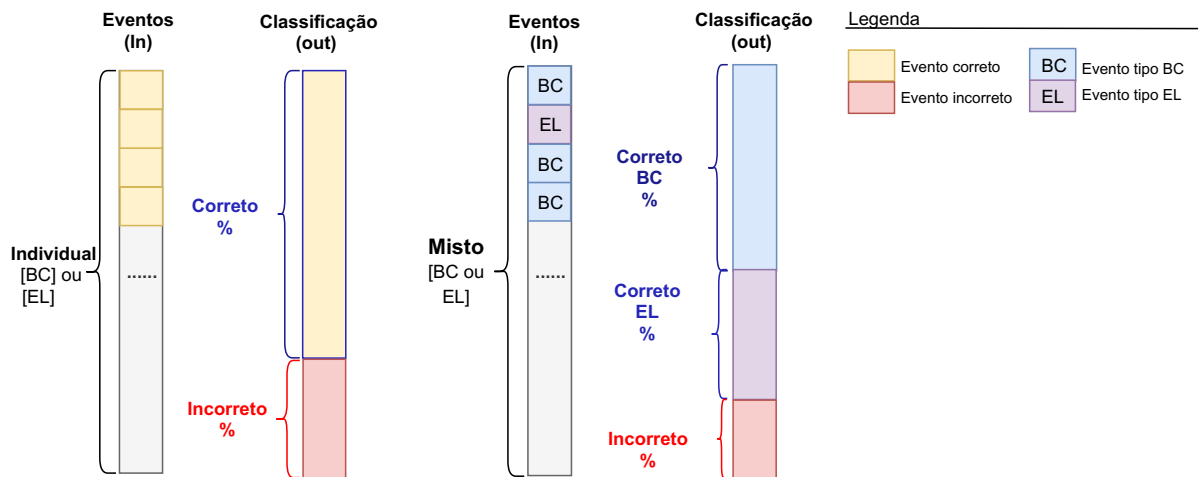 Eventos
(In)
Classificação
(out)
Individual
[BC] ou
[EL]
......
Correto
%
Incorreto
%
Eventos
(In)
Classificação
(out)
Misto
[BC ou
EL]
BC
EL
BC
BC
......
Correto
BC
%
Correto
EL
%
Incorreto
%
Legenda
Evento correto
BC
Evento tipo BC
Evento incorreto
EL
Evento tipo EL